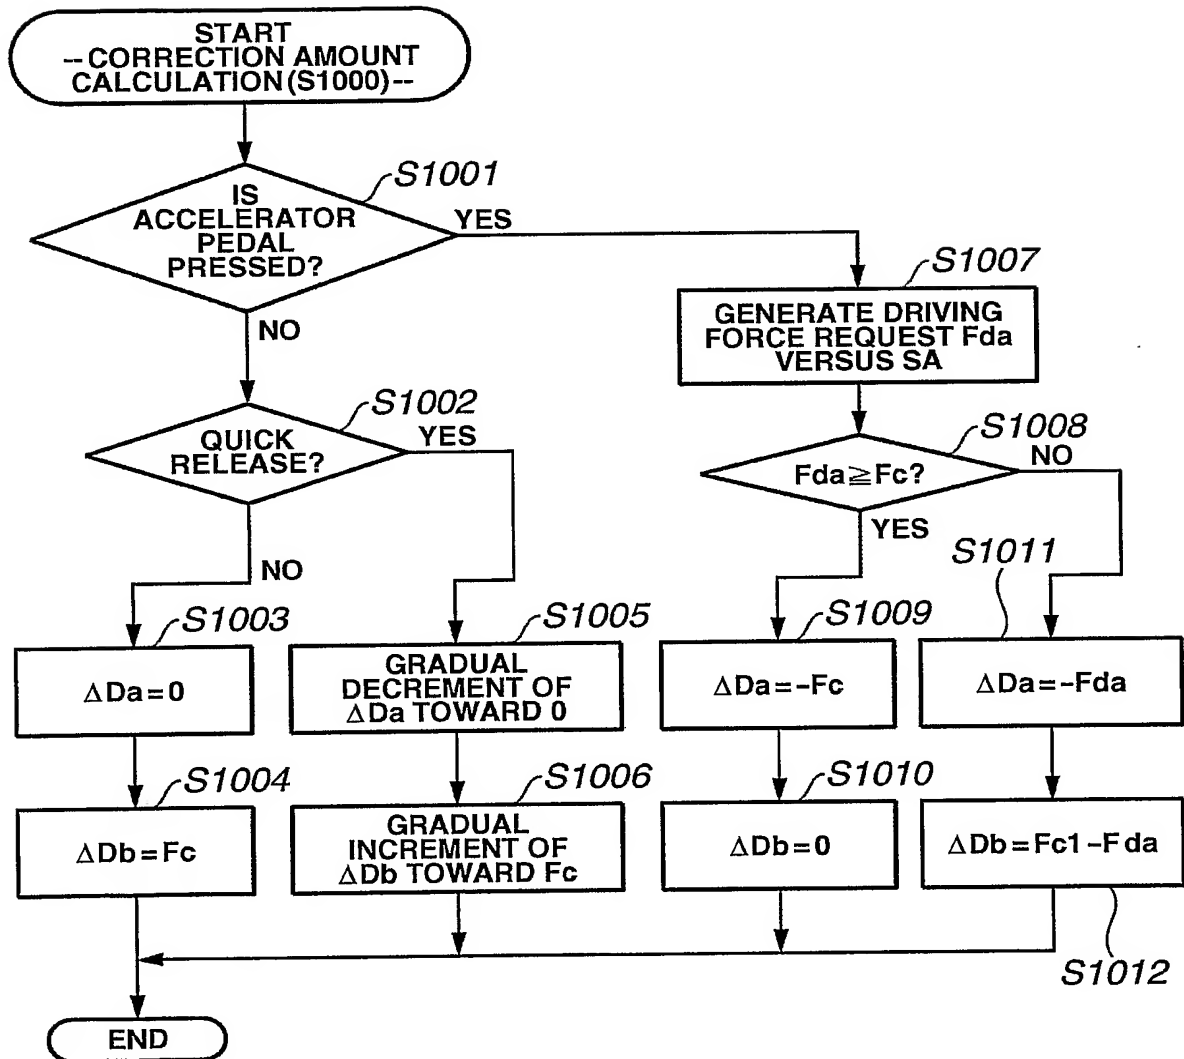 START
--CORRECTION AMOUNT
CALCULATION(S1000)--
S1001
IS
ACCELERATOR
PEDAL
PRESSED?
YES
NO
S1002
QUICK
RELEASE?
YES
NO
S1003
ΔDa=0
S1004
ΔDb=Fc
S1005
GRADUAL
DECREMENT OF
ΔDa TOWARD 0
S1006
GRADUAL
INCREMENT OF
ΔDb TOWARD Fc
S1007
GENERATE DRIVING
FORCE REQUEST Fda
VERSUS SA
S1008
Fda≧Fc?
NO
YES
S1009
ΔDa=-Fc
S1010
ΔDb=0
S1011
ΔDa=-Fda
ΔDb=Fc1-Fda
S1012
END